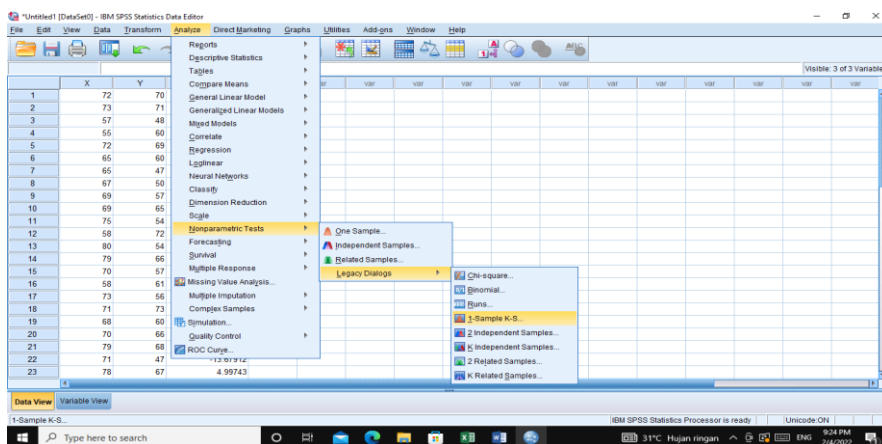 *Untitled1 [DataSet0] - IBM SPSS Statistics Data Editor
File Edit View Data Transform Analyze Direct Marketing Graphs Utilities Add-ons Window Help
Visible: 3 of 3 Variable
Reports
Descriptive Statistics
Tables
Compare Means
General Linear Model
Generalized Linear Models
Mixed Models
Correlate
Regression
Loglinear
Neural Networks
Classify
Dimension Reduction
Scale
Nonparametric Tests
Forecasting
Survival
Multiple Response
Missing Value Analysis...
Multiple Imputation
Complex Samples
Simulation...
Quality Control
ROC Curve...
One Sample...
Independent Samples...
Related Samples...
Legacy Dialogs
Chi-square...
Binomial...
Runs...
1-Sample K-S...
2 Independent Samples...
K Independent Samples...
2 Related Samples...
K Related Samples...
X Y var var var var var var var var var var
1 72 70
2 73 71
3 57 48
4 55 60
5 72 69
6 65 60
7 65 47
8 67 50
9 69 57
10 69 65
11 75 54
12 58 72
13 80 54
14 79 66
15 70 57
16 58 61
17 73 56
18 71 73
19 68 60
20 70 66
21 79 68
22 71 47 -13.67912
23 78 67 4.99743
Data View Variable View
1-Sample K-S...
IBM SPSS Statistics Processor is ready Unicode:ON
Type here to search
31°C Hujan ringan ENG 9:24 PM
2/4/2022